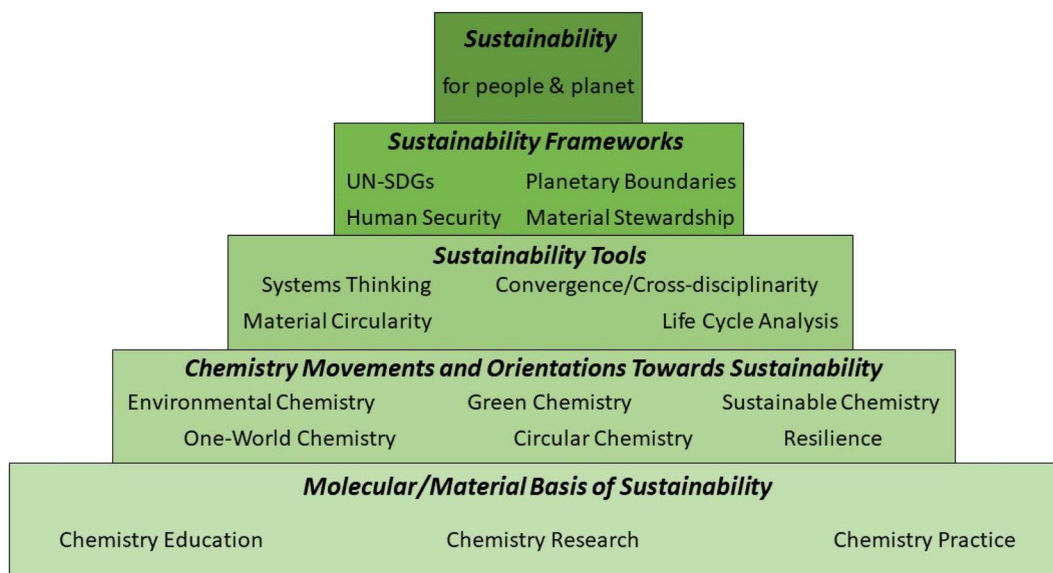 Sustainability
for people & planet
Sustainability Frameworks
UN-SDGs Planetary Boundaries
Human Security Material Stewardship
Sustainability Tools
Systems Thinking Convergence/Cross-disciplinarity
Material Circularity Life Cycle Analysis
Chemistry Movements and Orientations Towards Sustainability
Environmental Chemistry Green Chemistry Sustainable Chemistry
One-World Chemistry Circular Chemistry Resilience
Molecular/Material Basis of Sustainability
Chemistry Education Chemistry Research Chemistry Practice